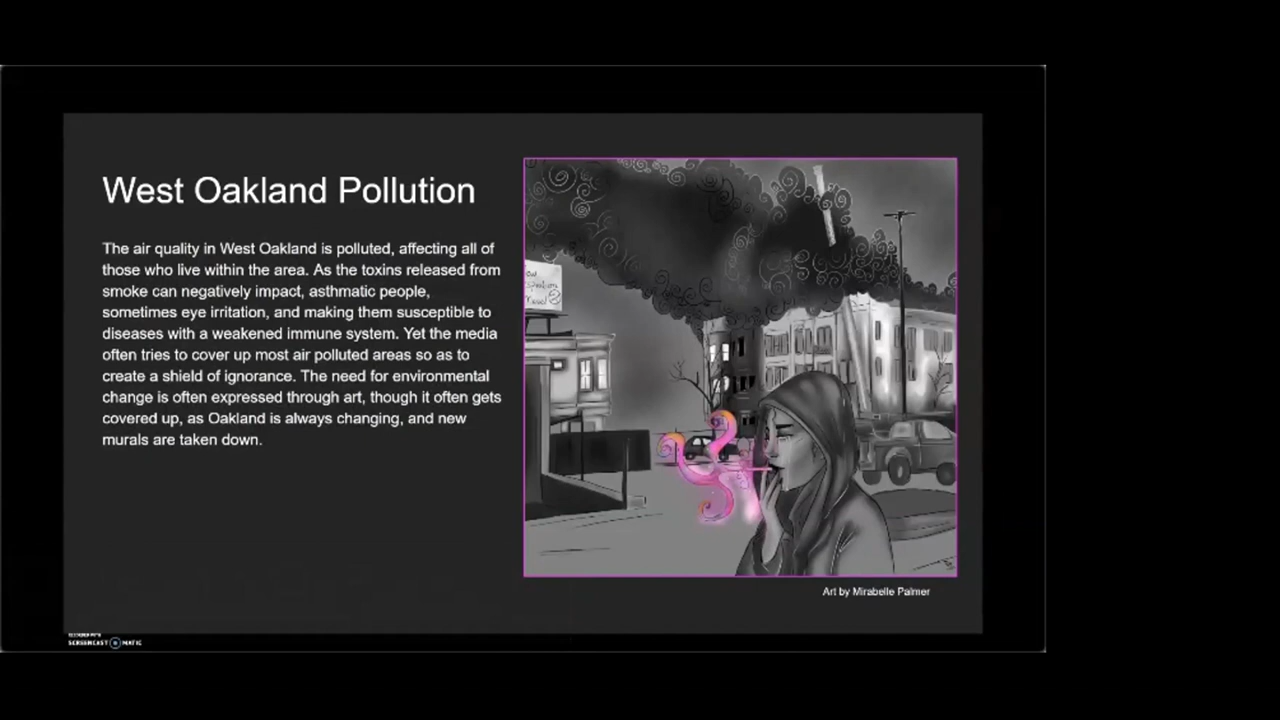 West Oakland Pollution
The air quality in West Oakland is polluted, affecting all of
those who live within the area. As the toxins released from
smoke can negatively impact, asthmatic people,
sometimes eye irritation, and making them susceptible to
diseases with a weakened immune system. Yet the media
often tries to cover up most air polluted areas so as to
create a shield of ignorance. The need for environmental
change is often expressed through art, though it often gets
covered up, as Oakland is always changing, and new
murals are taken down.
Art by Mirabelle Palmer
RECORDED WITH
SCREENCAST MATIC